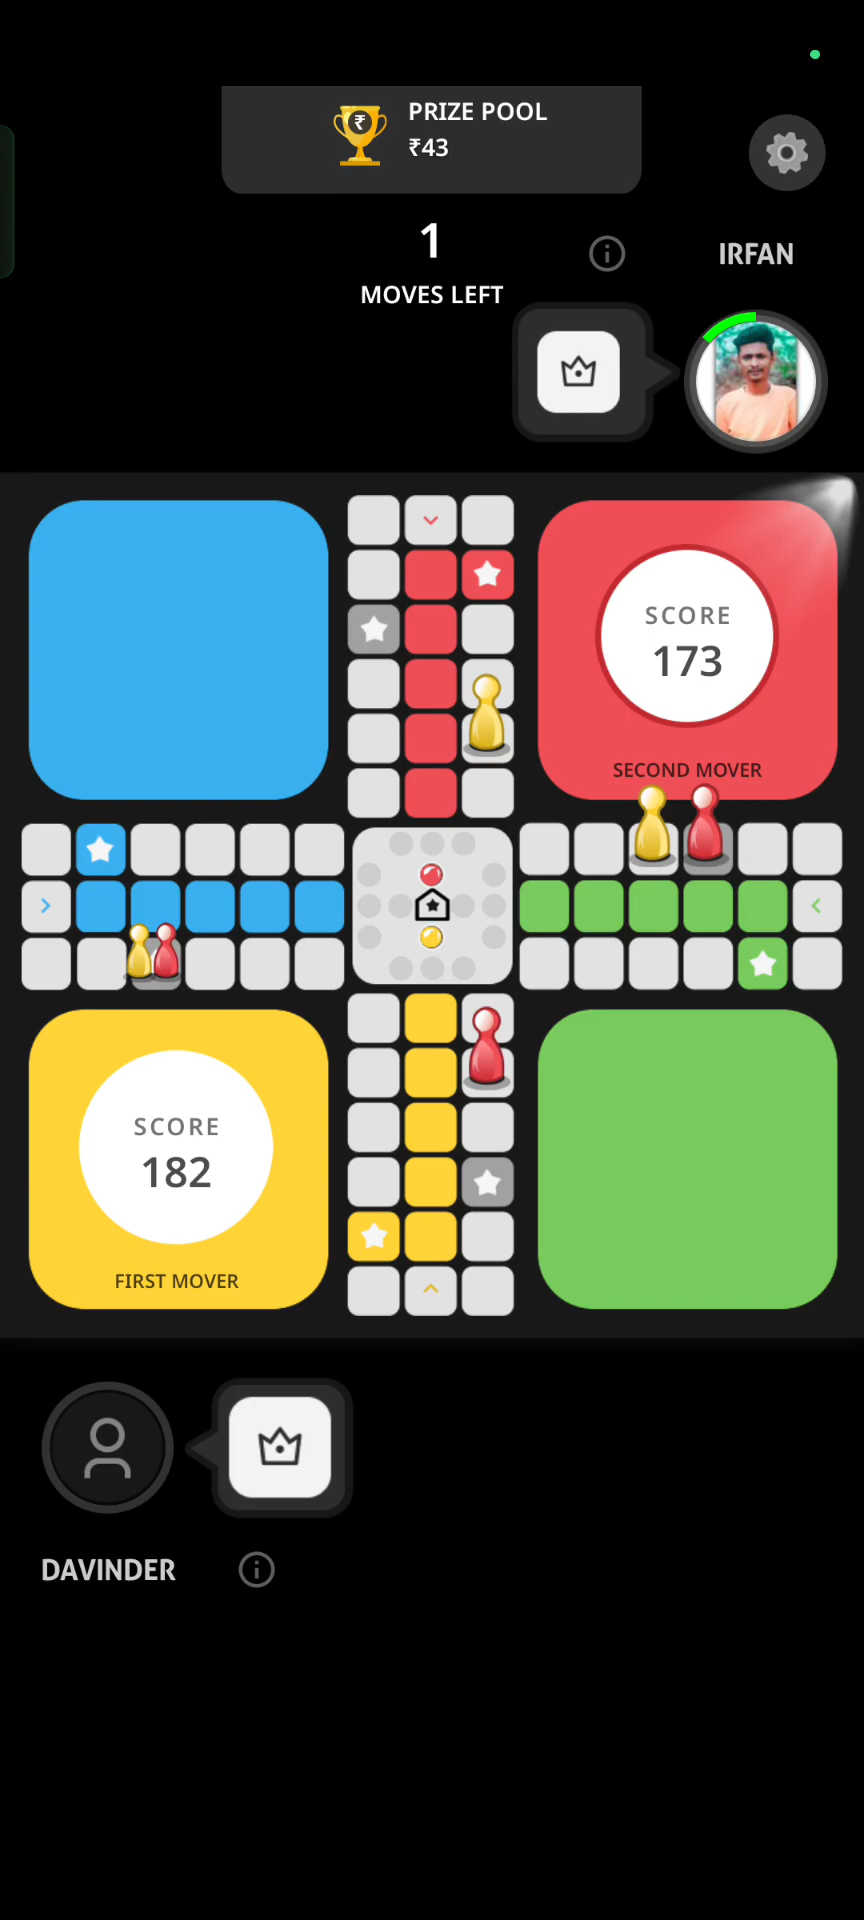 PRIZE POOL
₹43
1
MOVES LEFT
IRFAN
SCORE
173
SECOND MOVER
SCORE
182
FIRST MOVER
DAVINDER